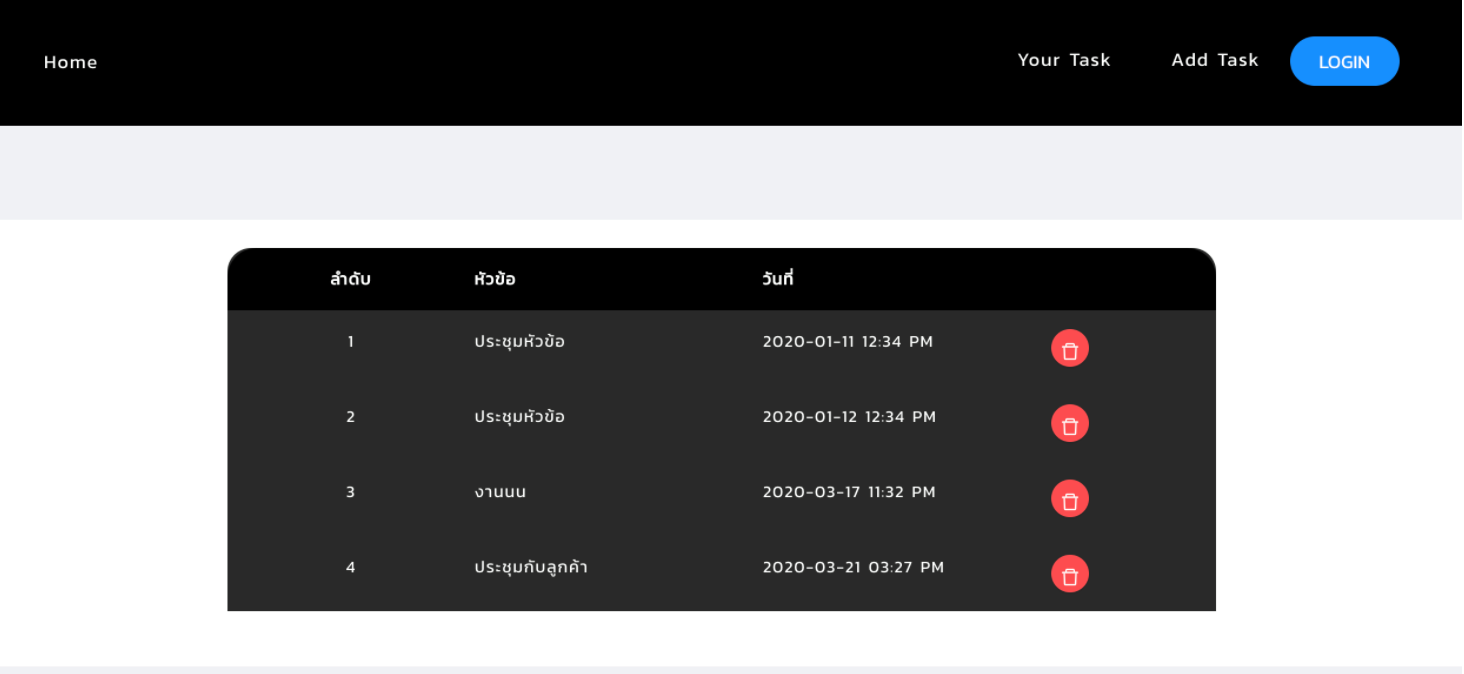 Home Your Task Add Task LOGIN
ลำดับ หัวข้อ วันที่
1 ประชุมหัวข้อ 2020-01-11 12:34 PM
2 ประชุมหัวข้อ 2020-01-12 12:34 PM
3 งานนน 2020-03-17 11:32 PM
4 ประชุมกับลูกค้า 2020-03-21 03:27 PM